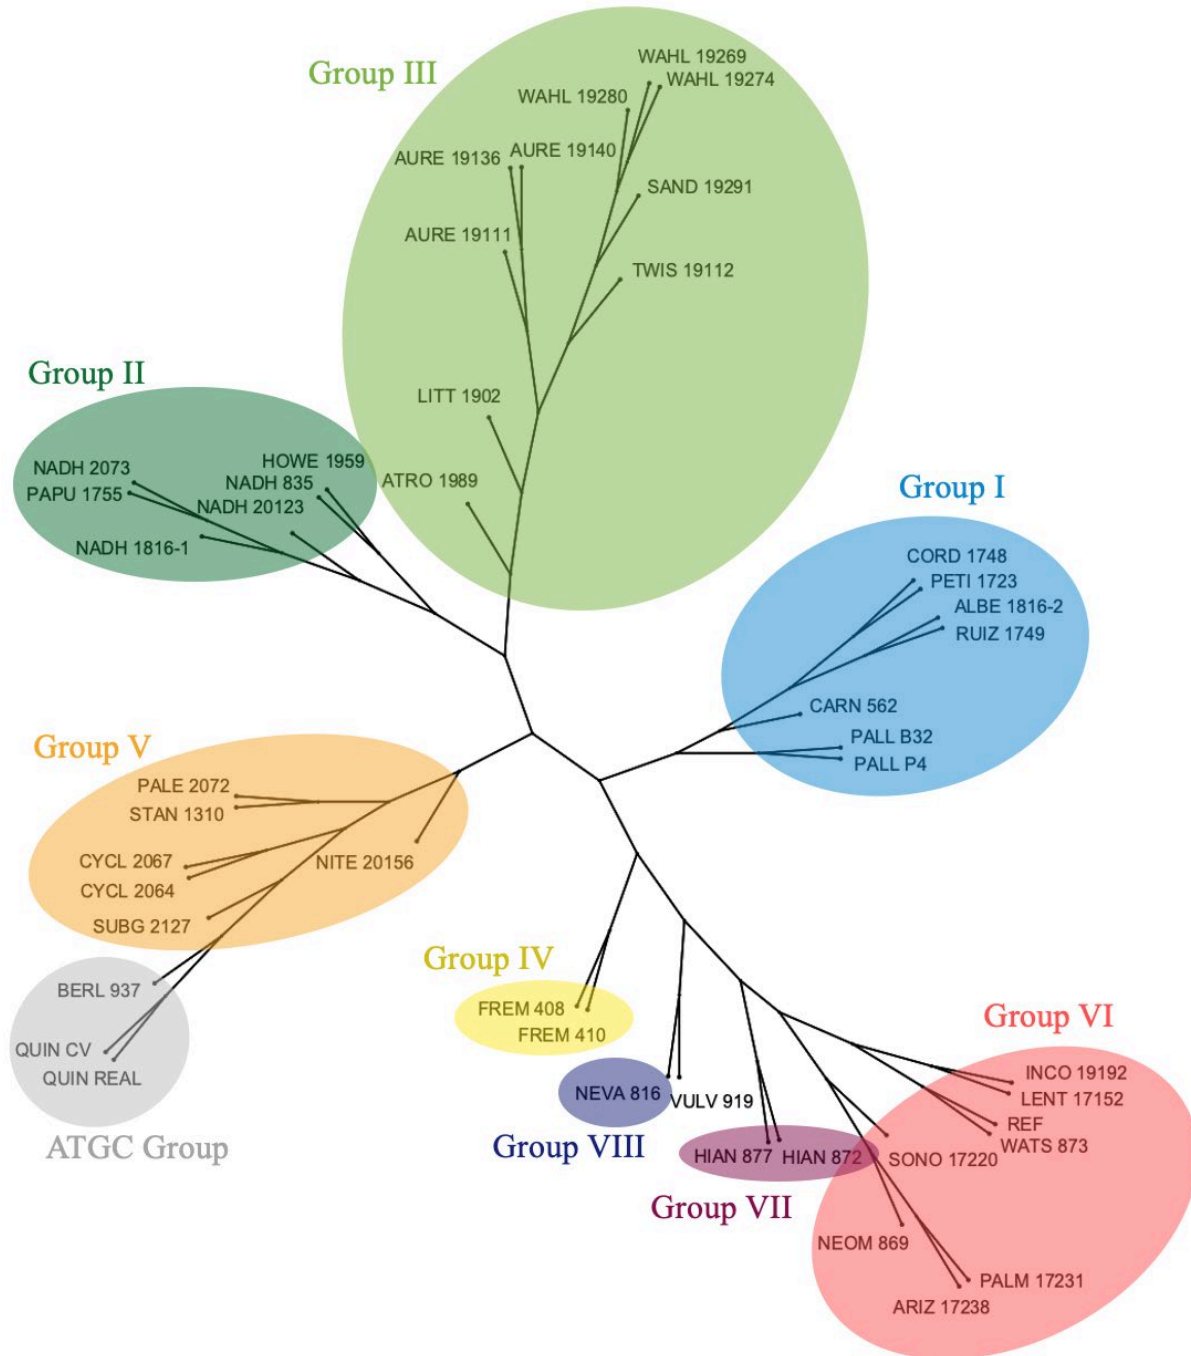 WAHL 19269
Group III
WAHL 19274
WAHL 19280
AURE 19136
AURE 19140
SAND 19291
AURE 19111
TWIS 19112
Group II
LITT 1902
HOWE 1959
NADH 2073
NADH 835
ATRO 1989
PAPU 1755
NADH 20123
Group I
NADH 1816-1
CORD 1748
PETI 1723
ALBE 1816-2
RUIZ 1749
CARN 562
Group V
PALL B32
PALL P4
PALE 2072
STAN 1310
CYCL 2067
NITE 20156
CYCL 2064
SUBG 2127
Group IV
BERL 937
FREM 408
Group VI
FREM 410
QUIN CV
QUIN REAL
INCO 19192
NEVA 816
LENT 17152
VULV 919
REF
ATGC Group
Group VIII
WATS 873
HIAN 877
HIAN 872
SONO 17220
Group VII
NEOM 869
PALM 17231
ARIZ 17238